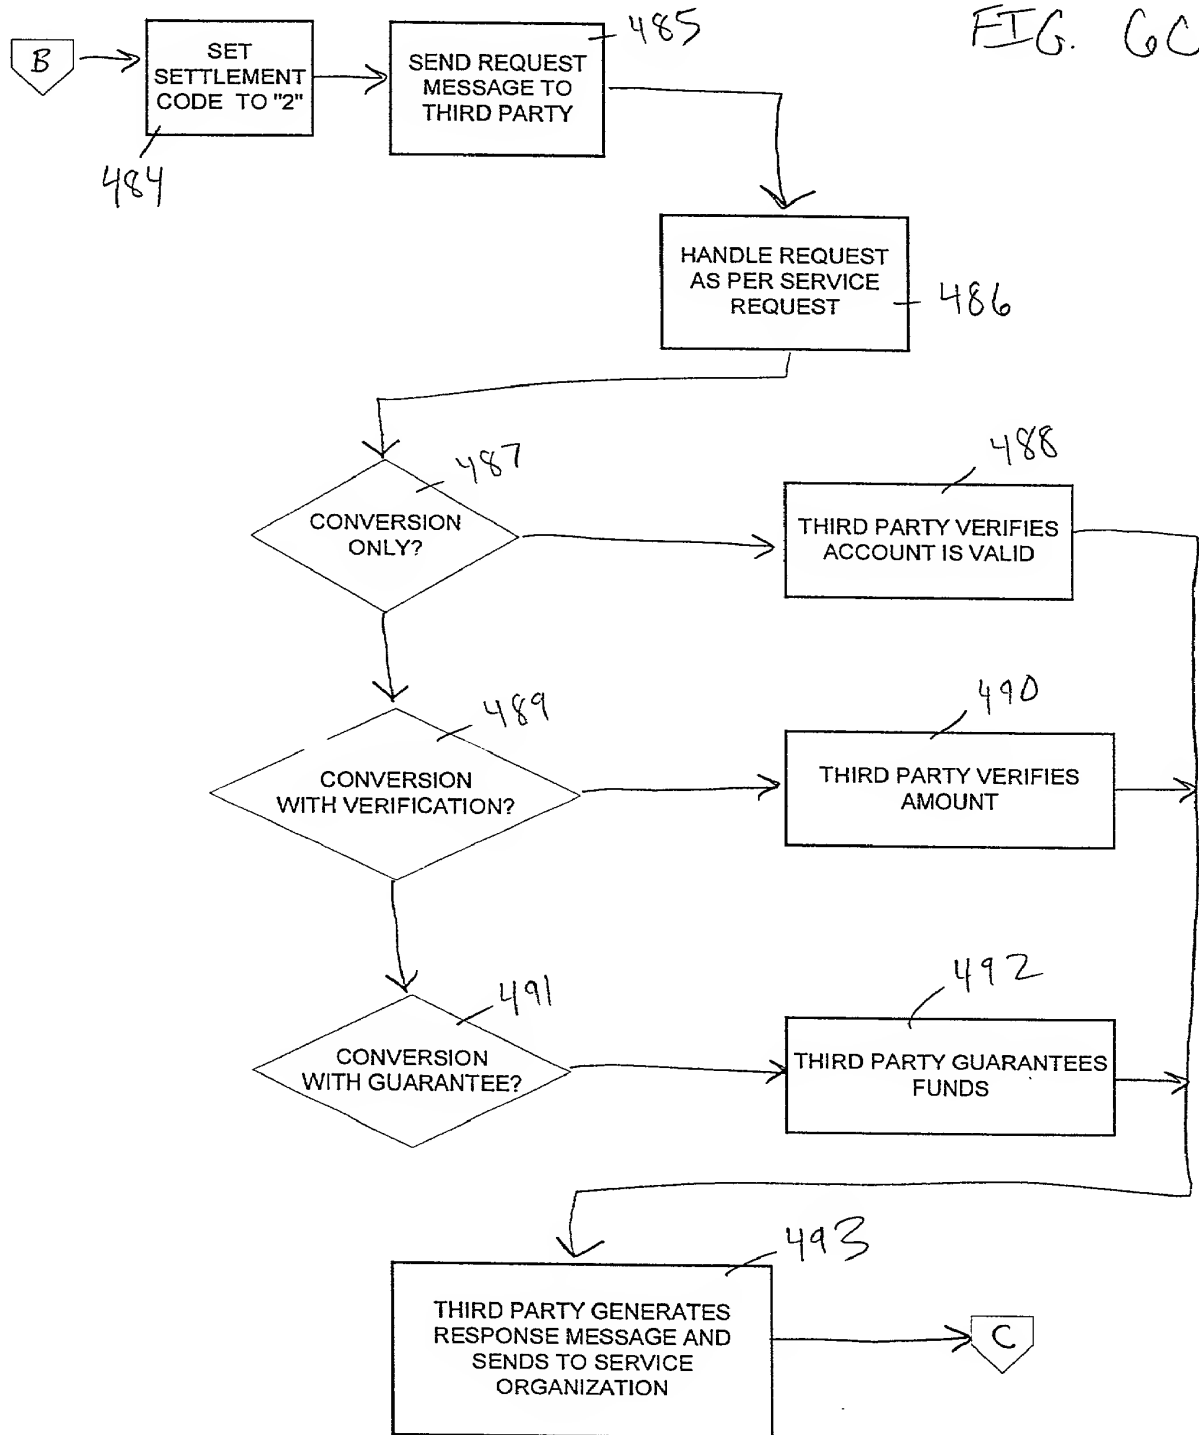 FIG. 6C
B
SET
SETTLEMENT
CODE TO "2"
484
SEND REQUEST
MESSAGE TO
THIRD PARTY
485
HANDLE REQUEST
AS PER SERVICE
REQUEST
486
CONVERSION
ONLY?
487
THIRD PARTY VERIFIES
ACCOUNT IS VALID
488
CONVERSION
WITH VERIFICATION?
489
THIRD PARTY VERIFIES
AMOUNT
490
CONVERSION
WITH GUARANTEE?
491
THIRD PARTY GUARANTEES
FUNDS
492
THIRD PARTY GENERATES
RESPONSE MESSAGE AND
SENDS TO SERVICE
ORGANIZATION
493
C